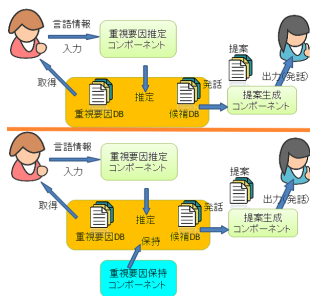 言語情報
入力
重視要因推定
コンポーネント
提案
取得
推定
発話
出力(発話)
重視要因DB
候補DB
提案生成
コンポーネント
言語情報
入力
重視要因推定
コンポーネント
提案
取得
推定
発話
出力(発話)
重視要因DB
保持
候補DB
提案生成
コンポーネント
重視要因保持
コンポーネント